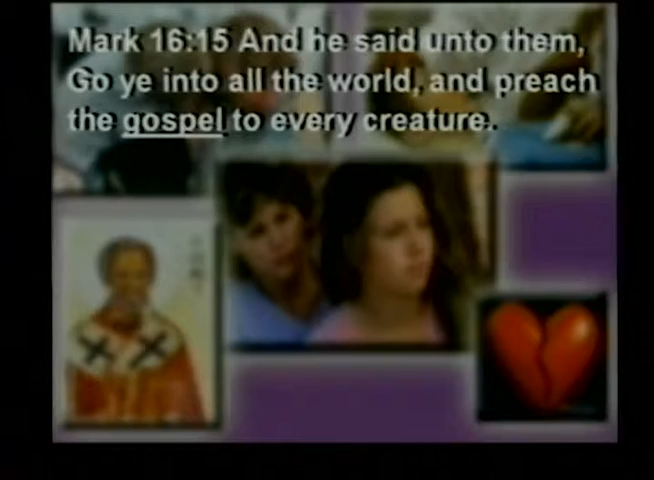 Mark 16:15 And he said unto them,
Go ye into all the world, and preach
the gospel to every creature.